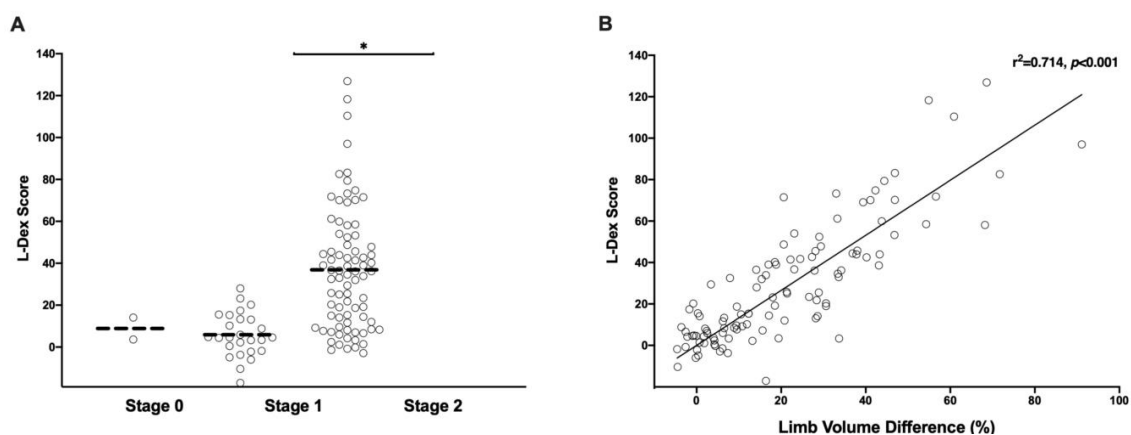 A
*
L-Dex Score
140
120
100
80
60
40
20
0
Stage 0 Stage 1 Stage 2
B
r²=0.714, p<0.001
L-Dex Score
140
120
100
80
60
40
20
0
0 20 40 60 80 100
Limb Volume Difference (%)